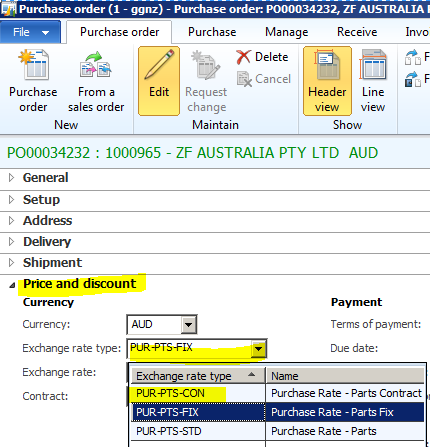 Purchase order (1 - ggnz) - Purchase order: PO00034232, ZF AUSTRALIA
File Purchase order Purchase Manage Receive Invo
Purchase order
From a sales order
Edit
Request change
Delete
Cancel
Header view
Line view
F
F
New Maintain Show
PO00034232 : 1000965 - ZF AUSTRALIA PTY LTD AUD
General
Setup
Address
Delivery
Shipment
Price and discount
Currency Payment
Currency: AUD Terms of payment:
Exchange rate type: PUR-PTS-FIX Due date:
Exchange rate:
Exchange rate type Name
Contract: PUR-PTS-CON Purchase Rate - Parts Contract
PUR-PTS-FIX Purchase Rate - Parts Fix
PUR-PTS-STD Purchase Rate - Parts